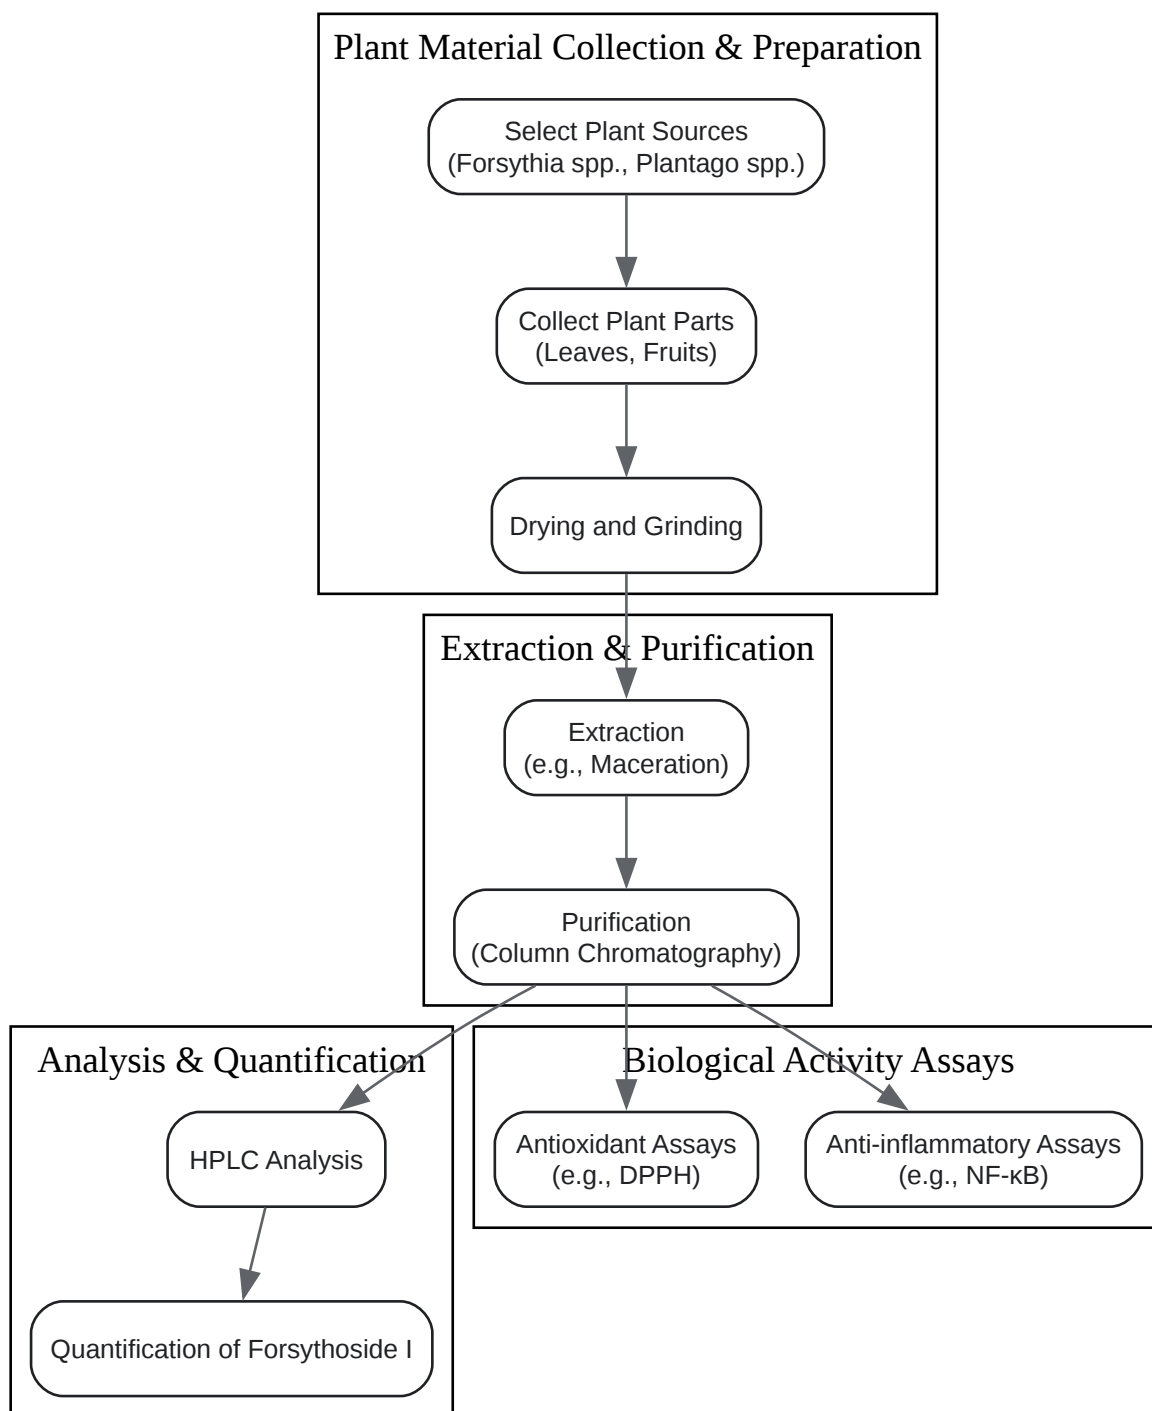 Plant Material Collection & Preparation
Select Plant Sources
(Forsythia spp., Plantago spp.)
Collect Plant Parts
(Leaves, Fruits)
Drying and Grinding
Extraction & Purification
Extraction
(e.g., Maceration)
Purification
(Column Chromatography)
Analysis & Quantification
HPLC Analysis
Quantification of Forsythoside I
Biological Activity Assays
Antioxidant Assays
(e.g., DPPH)
Anti-inflammatory Assays
(e.g., NF-κB)